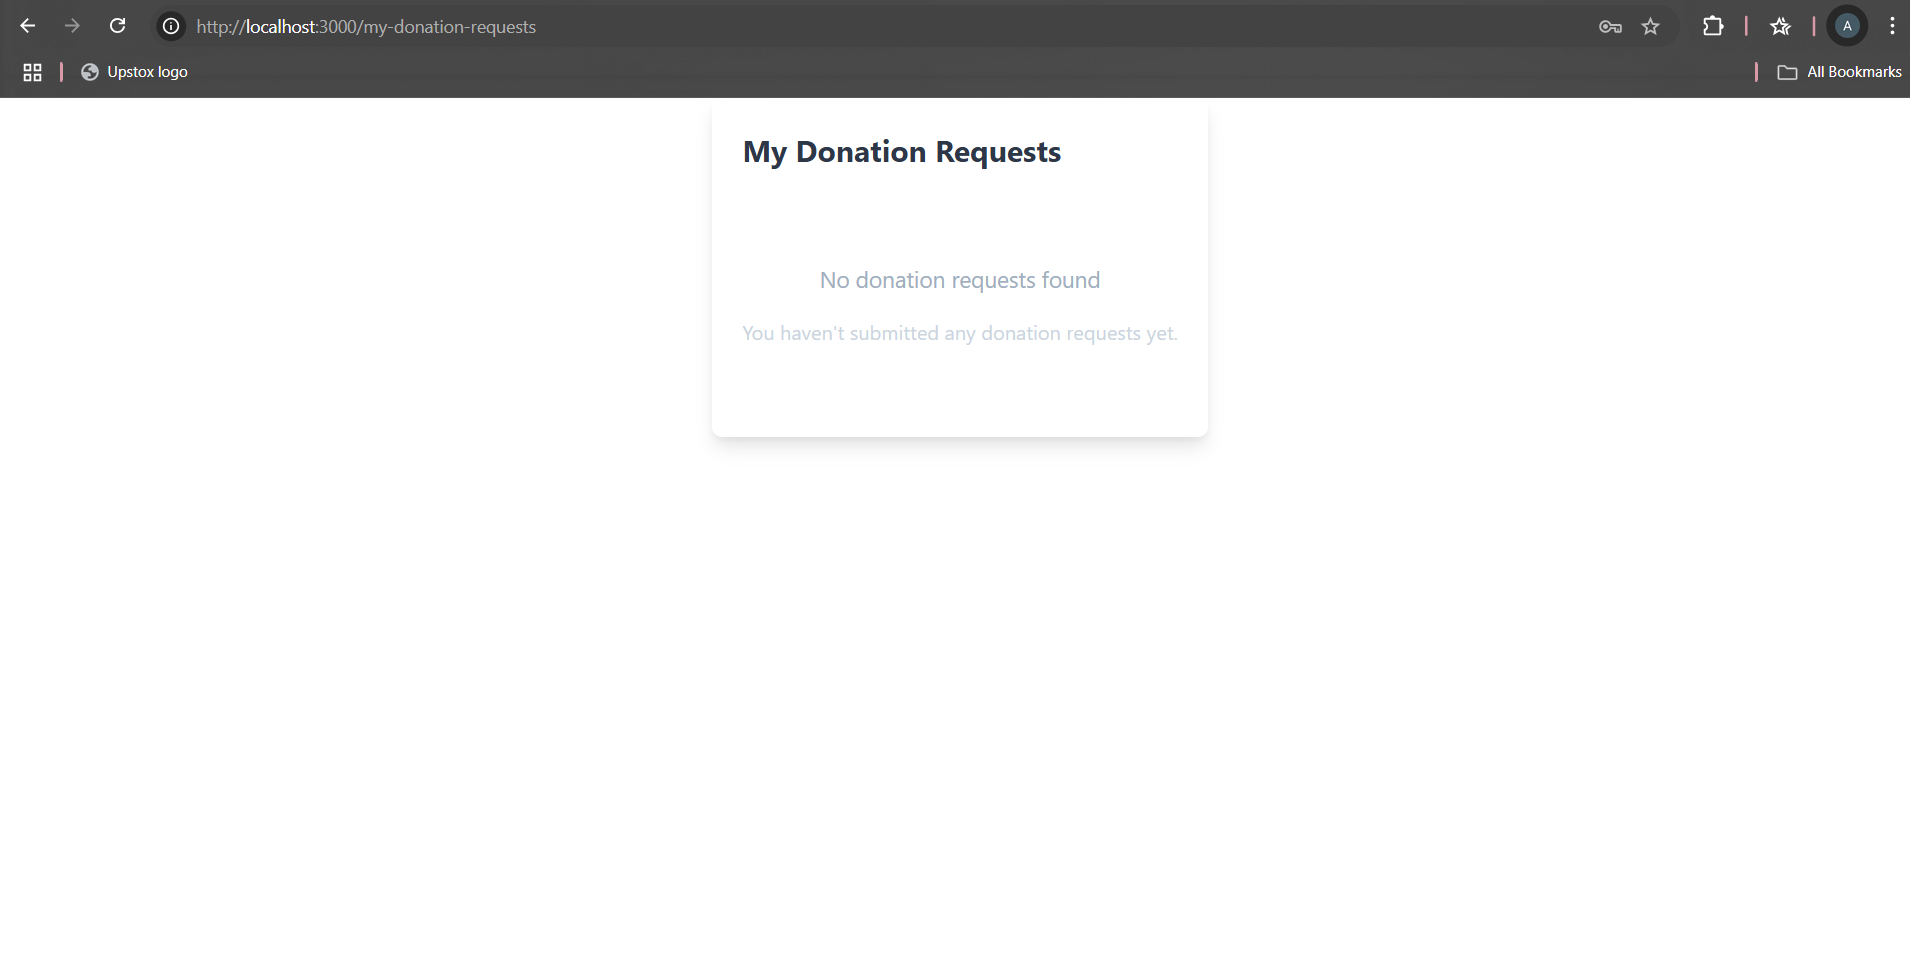 http://localhost:3000/my-donation-requests
A
Upstox logo
All Bookmarks
My Donation Requests
No donation requests found
You haven't submitted any donation requests yet.